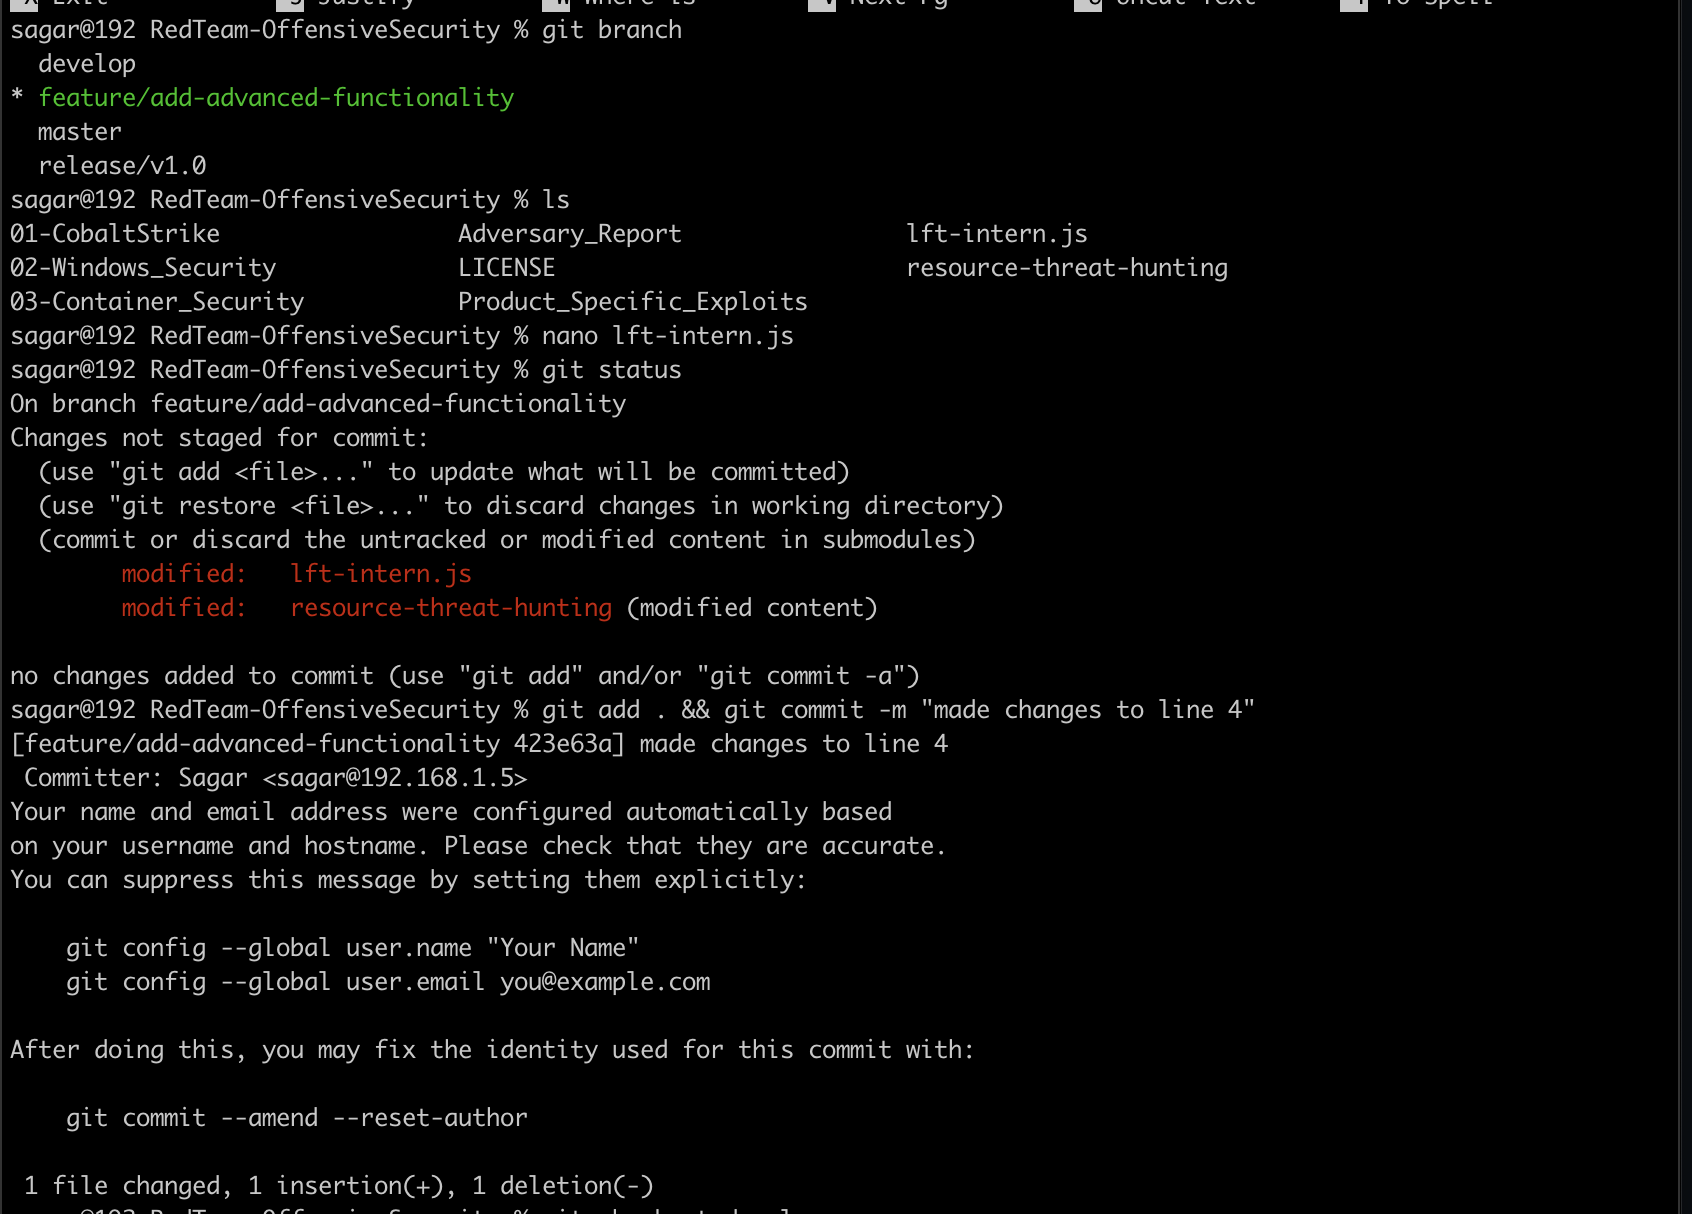 X Exit J Justify W Where is V Next Pg U Uncut Text T To Spell
sagar@192 RedTeam-OffensiveSecurity % git branch
  develop
* feature/add-advanced-functionality
  master
  release/v1.0
sagar@192 RedTeam-OffensiveSecurity % ls
01-CobaltStrike                 Adversary_Report                lft-intern.js
02-Windows_Security             LICENSE                         resource-threat-hunting
03-Container_Security           Product_Specific_Exploits
sagar@192 RedTeam-OffensiveSecurity % nano lft-intern.js
sagar@192 RedTeam-OffensiveSecurity % git status
On branch feature/add-advanced-functionality
Changes not staged for commit:
  (use "git add <file>..." to update what will be committed)
  (use "git restore <file>..." to discard changes in working directory)
  (commit or discard the untracked or modified content in submodules)
        modified:   lft-intern.js
        modified:   resource-threat-hunting (modified content)
no changes added to commit (use "git add" and/or "git commit -a")
sagar@192 RedTeam-OffensiveSecurity % git add . && git commit -m "made changes to line 4"
[feature/add-advanced-functionality 423e63a] made changes to line 4
 Committer: Sagar <sagar@192.168.1.5>
Your name and email address were configured automatically based
on your username and hostname. Please check that they are accurate.
You can suppress this message by setting them explicitly:
    git config --global user.name "Your Name"
    git config --global user.email you@example.com
After doing this, you may fix the identity used for this commit with:
    git commit --amend --reset-author
 1 file changed, 1 insertion(+), 1 deletion(-)